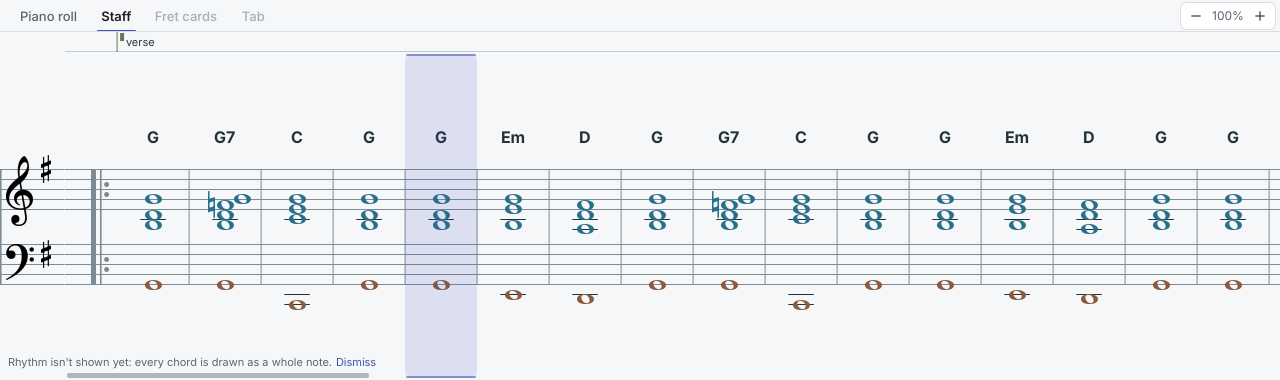 Piano roll Staff Fret cards Tab − 100% +
verse
G G7 C G G Em D G G7 C G G Em D G G
Rhythm isn't shown yet: every chord is drawn as a whole note. Dismiss